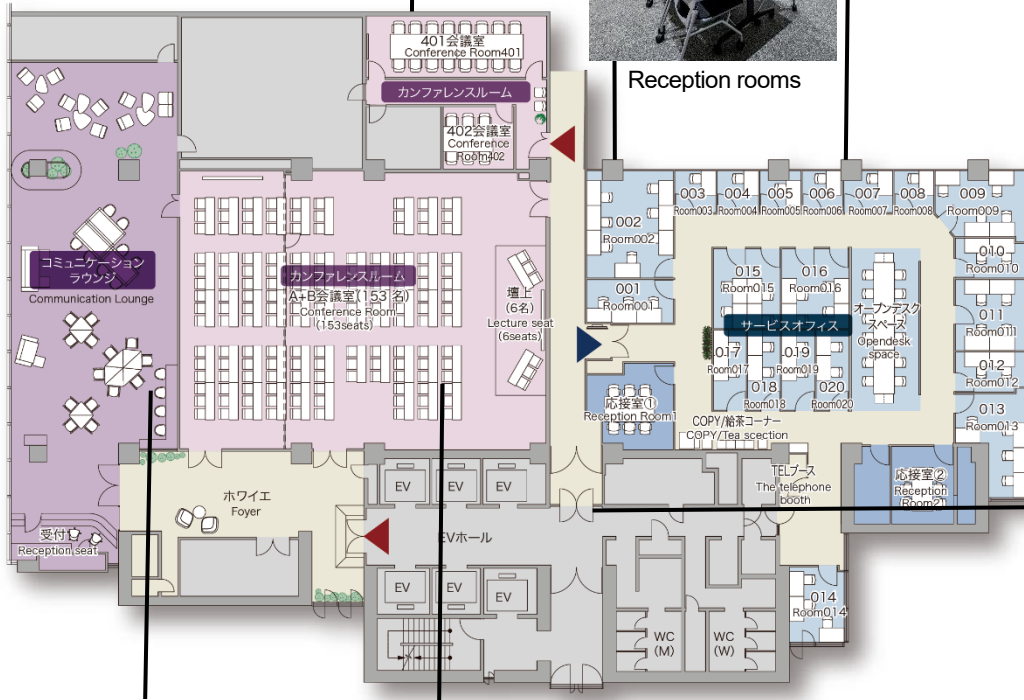 Reception rooms
401会議室
Conference Room401
カンファレンスルーム
402会議室
Conference
Room402
コミュニケーション
ラウンジ
Communication Lounge
カンファレンスルーム
A+B会議室(153 名)
Conference Room
(153seats)
壇上
(6名)
Lecture seat
(6seats)
002
Room002
001
Room001
003
Room003
004
Room004
005
Room005
006
Room006
007
Room007
008
Room008
009
Room009
010
Room010
011
Room011
012
Room012
013
Room013
015
Room015
016
Room016
サービスオフィス
オープンデスク
スペース
Opendesk
space
017
Room017
018
Room018
019
Room019
020
Room020
応接室①
Reception Room1
COPY/給茶コーナー
COPY/Tea scection
TELブース
The telephone
booth
応接室②
Reception
Room21
014
Room014
ホワイエ
Foyer
受付
Reception seat
EV
EV
EV
EVホール
EV
EV
EV
WC
(M)
WC
(W)